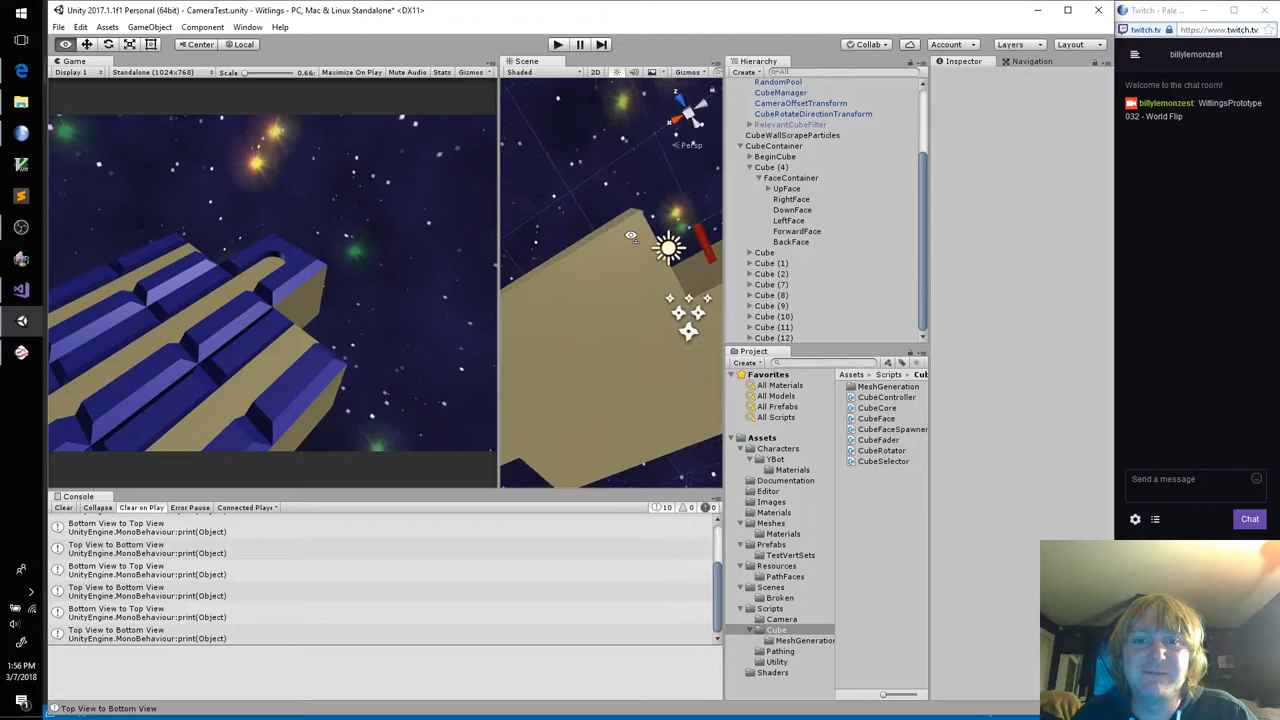 Unity 2017.1.1f1 Personal (64bit) - CameraTest.unity - Witlings - PC, Mac & Linux Standalone* <DX11>
File Edit Assets GameObject Component Window Help
Center Local
Collab Account Layers Layout
Game
Display 1 Standalone (1024x768) Scale 0.66: Maximize On Play Mute Audio Stats Gizmos
Scene
Shaded 2D Gizmos
z
x
Persp
Hierarchy
Create All
RandomPool
CubeManager
CameraOffsetTransform
CubeRotateDirectionTransform
RelevantCubeFilter
CubeWallScrapeParticles
CubeContainer
BeginCube
Cube (4)
FaceContainer
UpFace
RightFace
DownFace
LeftFace
ForwardFace
BackFace
Cube
Cube (1)
Cube (2)
Cube (7)
Cube (8)
Cube (9)
Cube (10)
Cube (11)
Cube (12)
Project
Create
Favorites
All Materials
All Models
All Prefabs
All Scripts
Assets
Characters
YBot
Materials
Documentation
Editor
Images
Materials
Meshes
Materials
Prefabs
TestVertSets
Resources
PathFaces
Scenes
Broken
Scripts
Camera
Cube
MeshGeneration
Pathing
Utility
Shaders
Assets Scripts Cub
MeshGeneration
CubeController
CubeCore
CubeFace
CubeFaceSpawner
CubeFader
CubeRotator
CubeSelector
Inspector Navigation
Console
Clear Collapse Clear on Play Error Pause Connected Playe
10 0 0
Bottom View to Top View
UnityEngine.MonoBehaviour:print(Object)
Top View to Bottom View
UnityEngine.MonoBehaviour:print(Object)
Bottom View to Top View
UnityEngine.MonoBehaviour:print(Object)
Top View to Bottom View
UnityEngine.MonoBehaviour:print(Object)
Bottom View to Top View
UnityEngine.MonoBehaviour:print(Object)
Top View to Bottom View
UnityEngine.MonoBehaviour:print(Object)
Top View to Bottom View
1:56 PM
3/7/2018
Twitch - Pale
twitch.tv https://www.twitch.tv
billylemonzest
Welcome to the chat room!
billylemonzest: WitlingsPrototype
032 - World Flip
Send a message
Chat